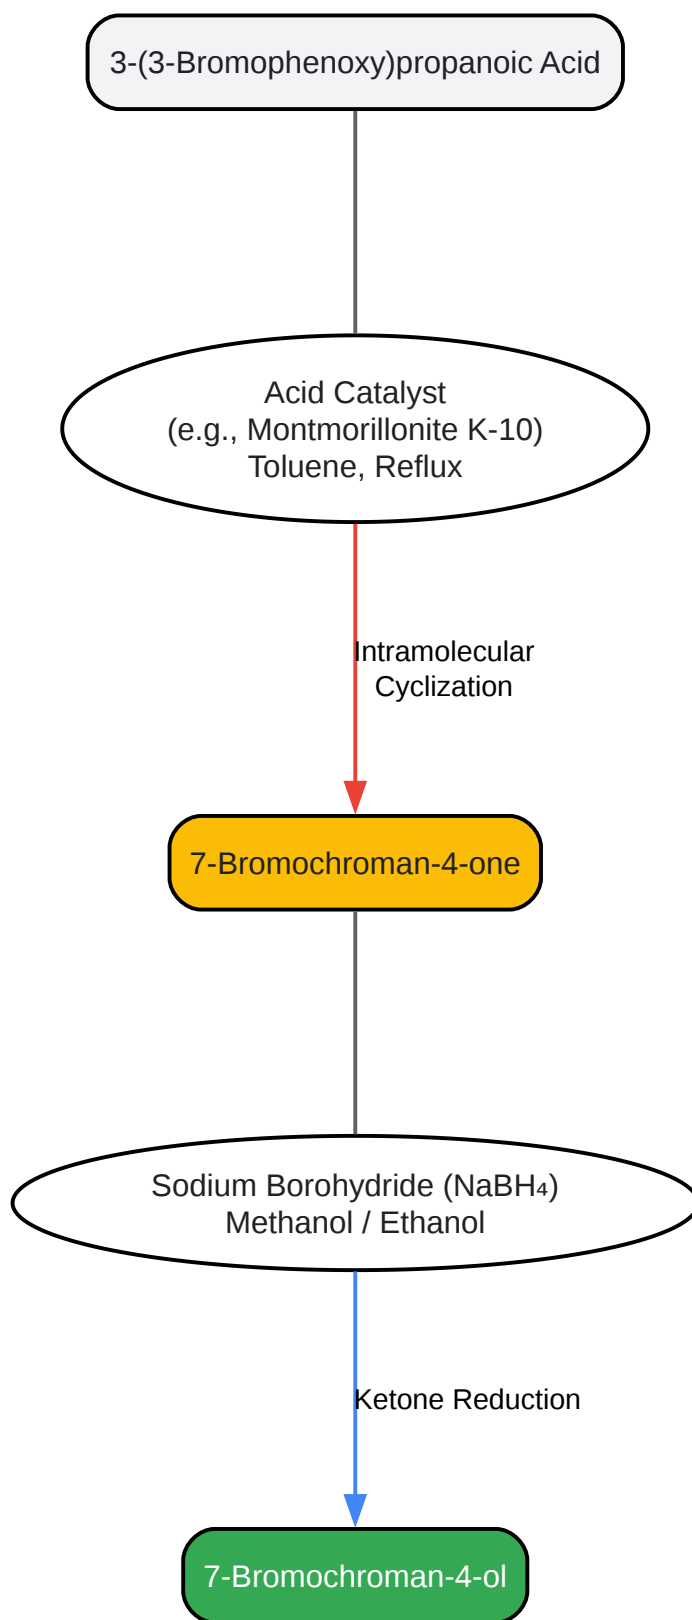 3-(3-Bromophenoxy)propanoic Acid
Acid Catalyst
(e.g., Montmorillonite K-10)
Toluene, Reflux
Intramolecular
Cyclization
7-Bromochroman-4-one
Sodium Borohydride (NaBH₄)
Methanol / Ethanol
Ketone Reduction
7-Bromochroman-4-ol